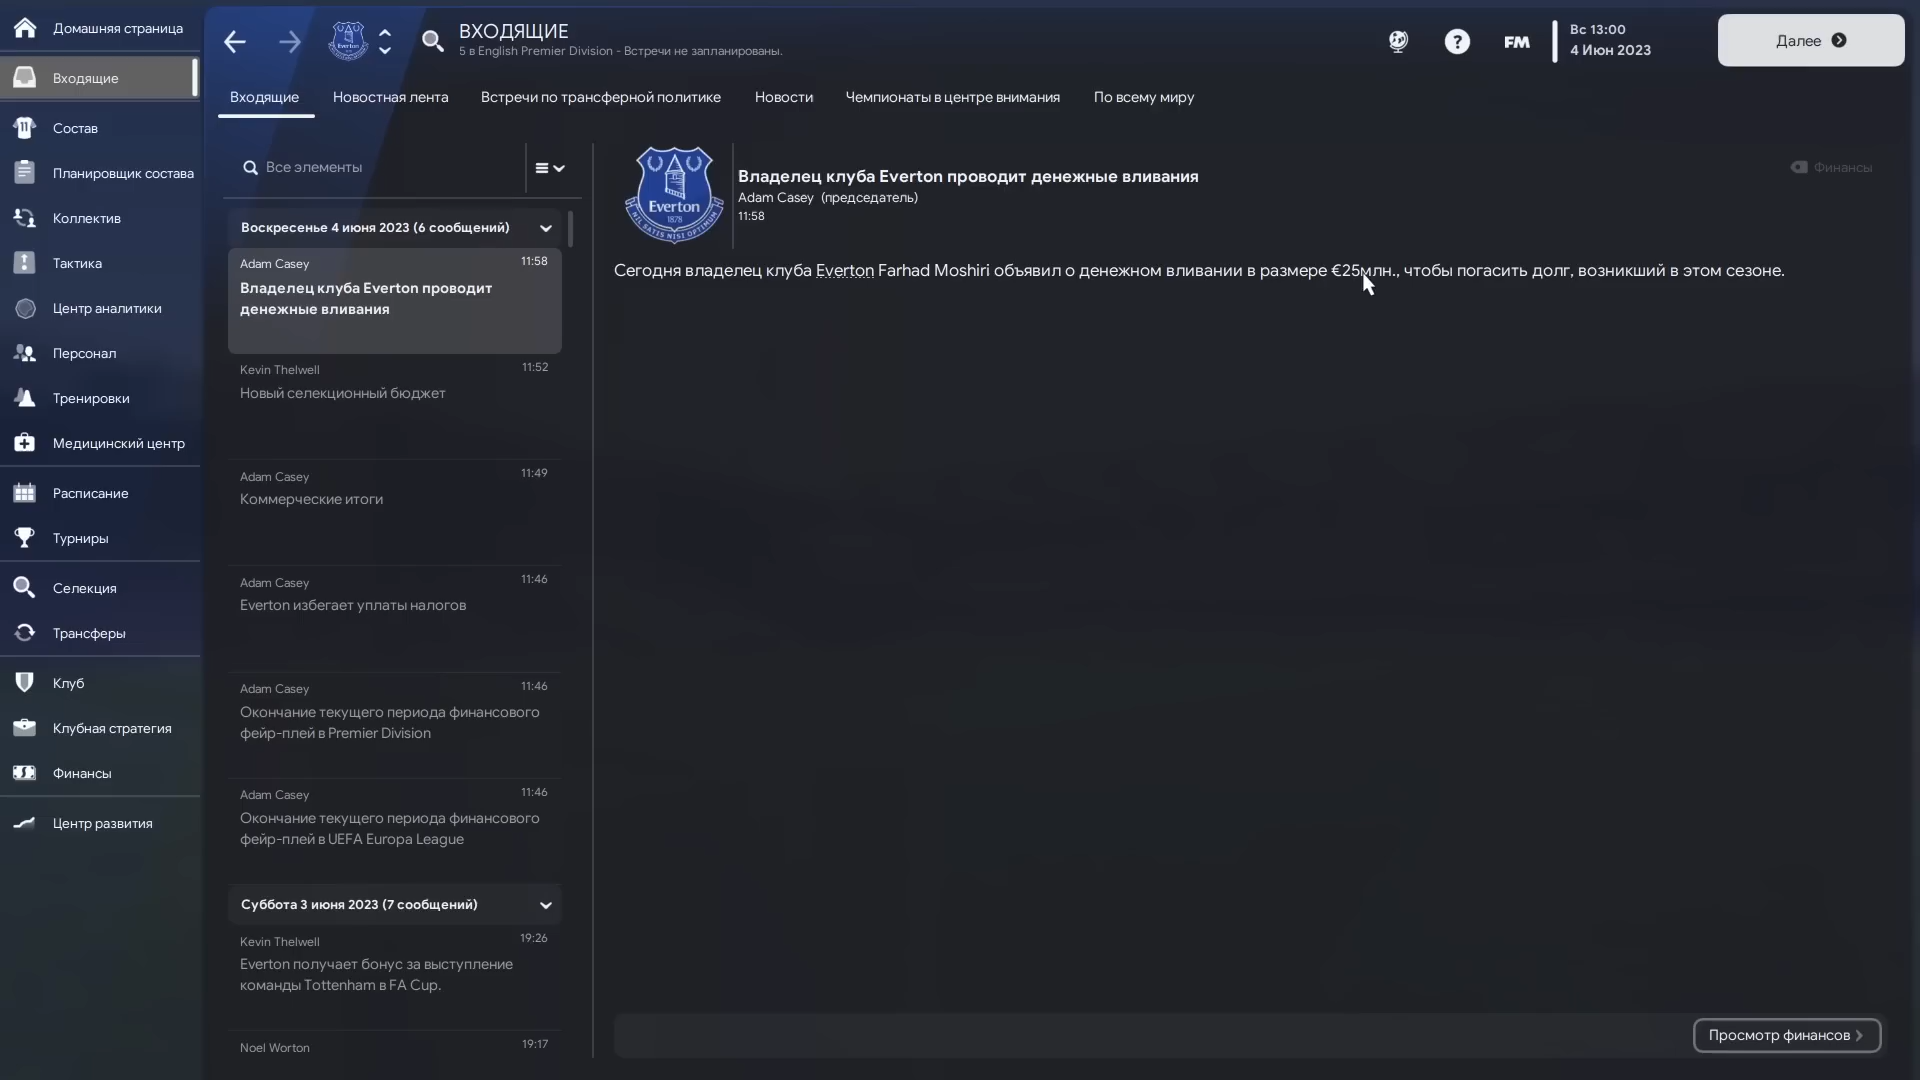 Домашняя страница
Входящие
Состав
Планировщик состава
Коллектив
Тактика
Центр аналитики
Персонал
Тренировки
Медицинский центр
Расписание
Турниры
Селекция
Трансферы
Клуб
Клубная стратегия
Финансы
Центр развития
ВХОДЯЩИЕ
5 в English Premier Division - Встречи не запланированы.
FM
Вс 13:00
4 Июн 2023
Далее
Входящие
Новостная лента
Встречи по трансферной политике
Новости
Чемпионаты в центре внимания
По всему миру
Все элементы
Воскресенье 4 июня 2023 (6 сообщений)
Adam Casey
11:58
Владелец клуба Everton проводит
денежные вливания
Kevin Thelwell
11:52
Новый селекционный бюджет
Adam Casey
11:49
Коммерческие итоги
Adam Casey
11:46
Everton избегает уплаты налогов
Adam Casey
11:46
Окончание текущего периода финансового
фейр-плей в Premier Division
Adam Casey
11:46
Окончание текущего периода финансового
фейр-плей в UEFA Europa League
Суббота 3 июня 2023 (7 сообщений)
Kevin Thelwell
19:26
Everton получает бонус за выступление
команды Tottenham в FA Cup.
Noel Worton
19:17
Everton
1878
NIL SATIS NISI OPTIMUM
Владелец клуба Everton проводит денежные вливания
Adam Casey (председатель)
11:58
Финансы
Сегодня владелец клуба Everton Farhad Moshiri объявил о денежном вливании в размере €25млн., чтобы погасить долг, возникший в этом сезоне.
Просмотр финансов